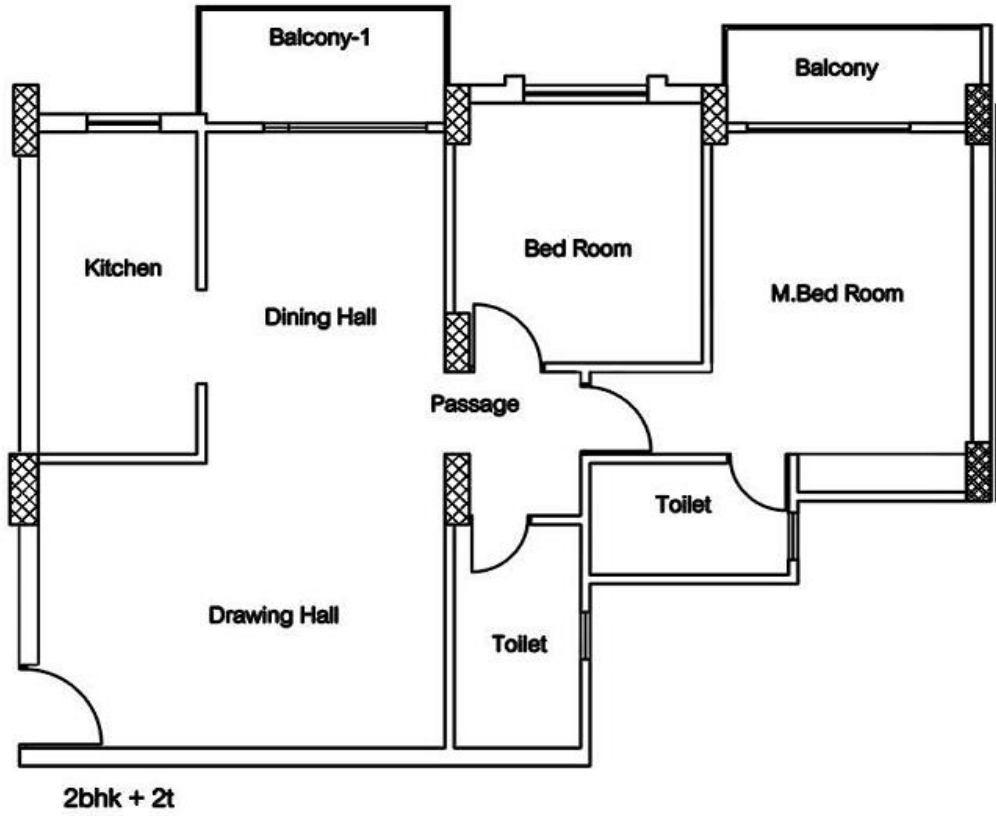 Balcony-1
Balcony
Kitchen
Bed Room
M.Bed Room
Dining Hall
Passage
Toilet
Drawing Hall
Toilet
2bhk + 2t